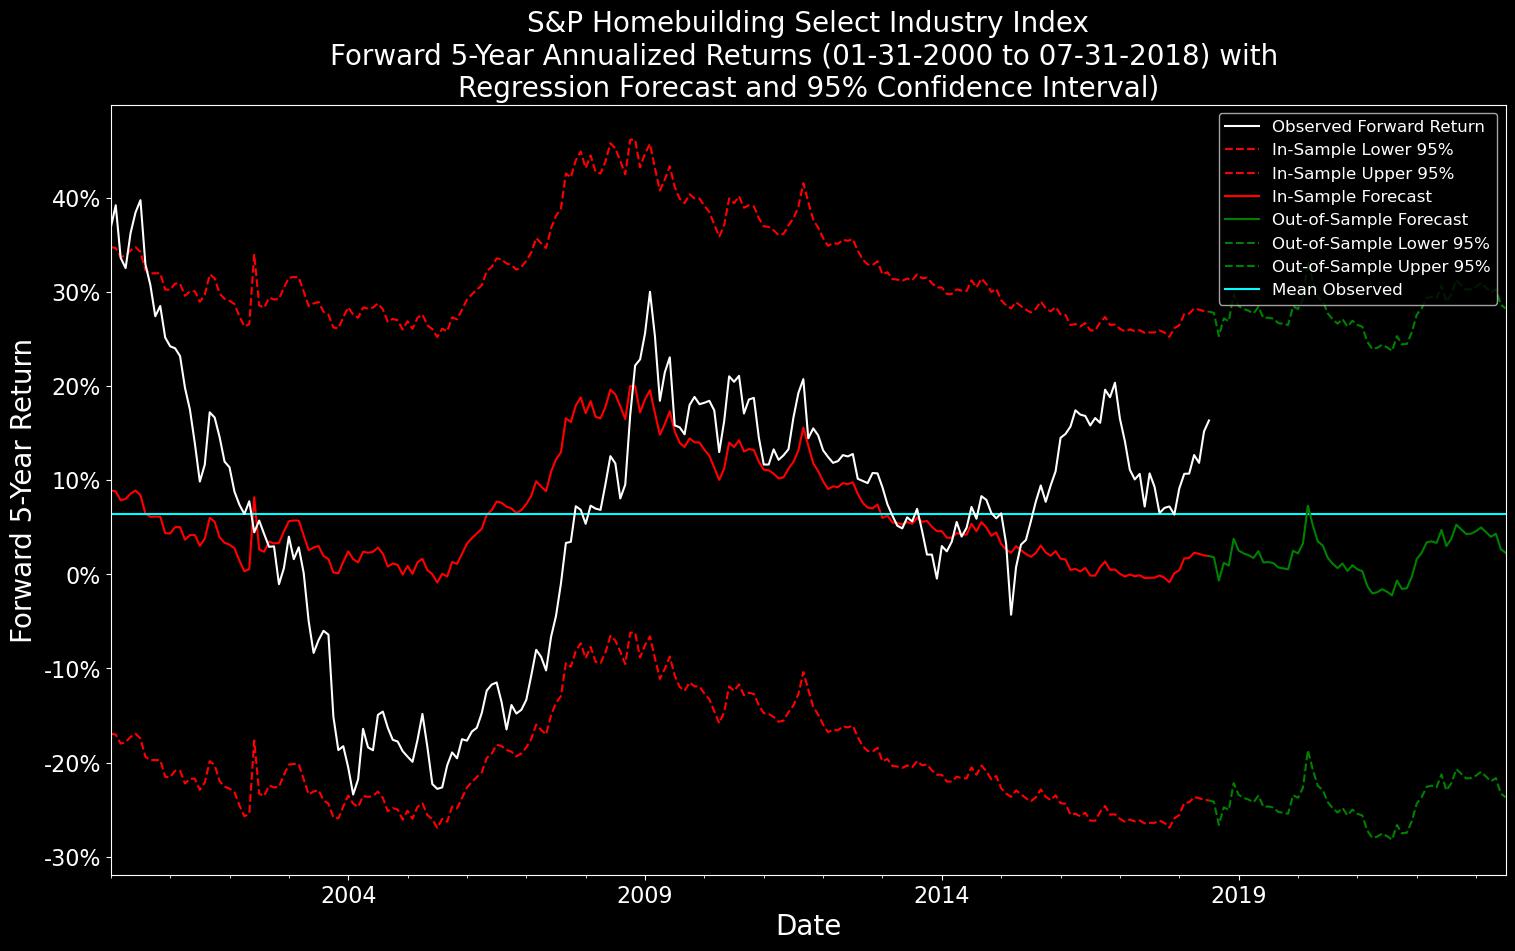 S&P Homebuilding Select Industry Index
Forward 5-Year Annualized Returns (01-31-2000 to 07-31-2018) with
Regression Forecast and 95% Confidence Interval)
Observed Forward Return
In-Sample Lower 95%
In-Sample Upper 95%
In-Sample Forecast
Out-of-Sample Forecast
Out-of-Sample Lower 95%
Out-of-Sample Upper 95%
Mean Observed
Forward 5-Year Return
40%
30%
20%
10%
0%
-10%
-20%
-30%
2004
2009
2014
2019
Date